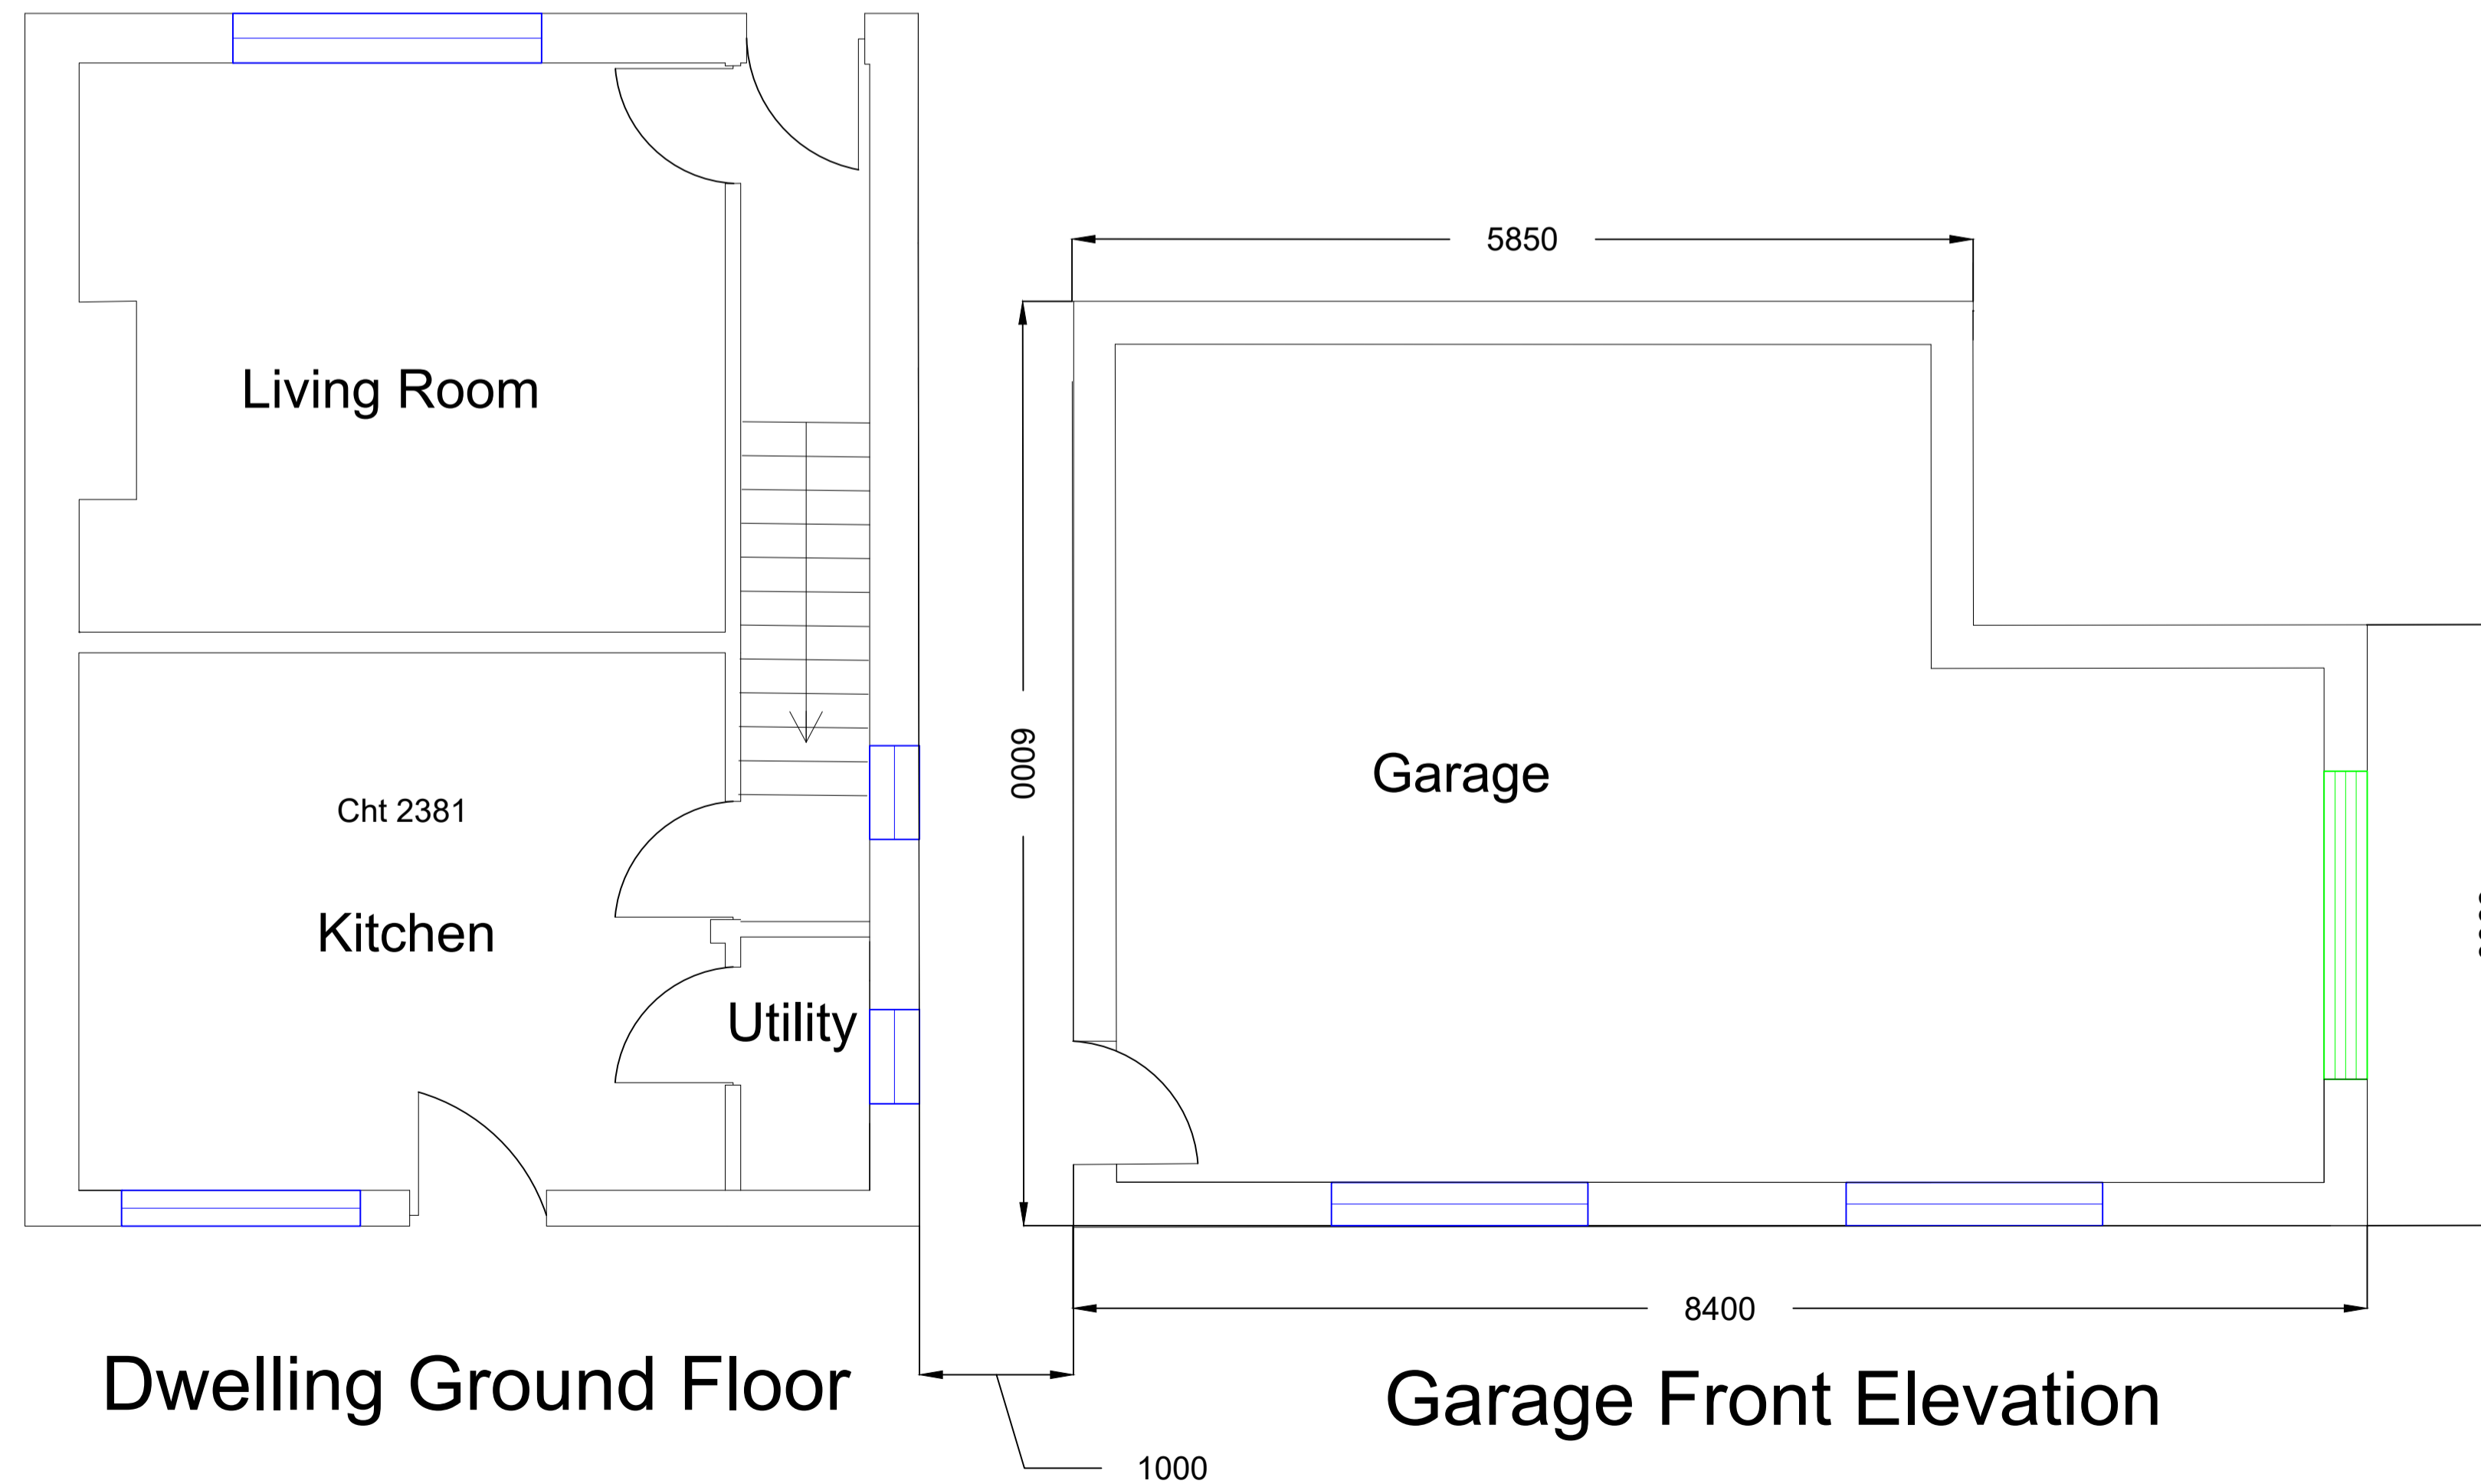 5850
Living Room
6000
Garage
Cht 2381
Kitchen
Utility
8400
Dwelling Ground Floor
Garage Front Elevation
1000